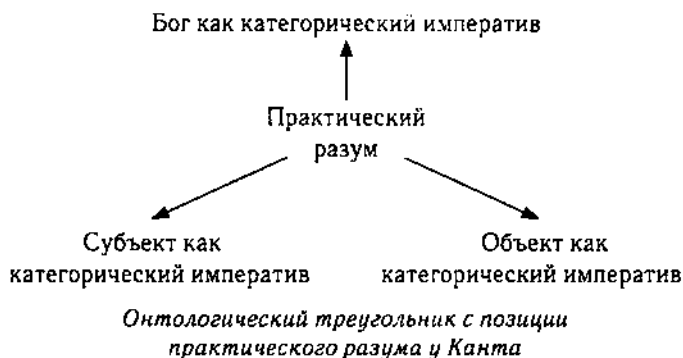 Бог как категорический императив
Практический
разум
Субъект как
категорический императив
Объект как
категорический императив
Онтологический треугольник с позиции
практического разума у Канта